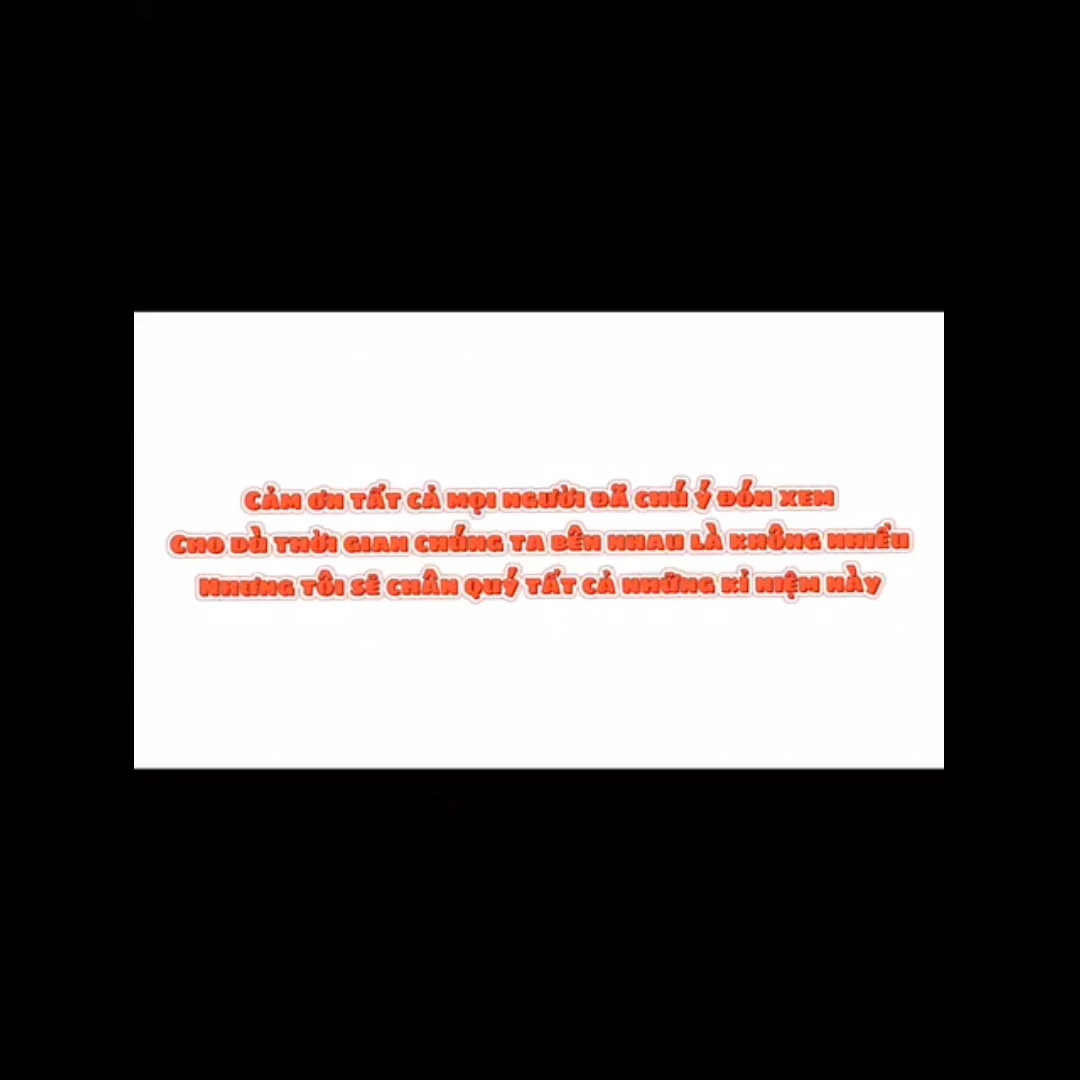 Cảm ơn tất cả mọi người đã chú ý đón xem
Cho dù thời gian chúng ta bên nhau là không nhiều
Nhưng tôi sẽ chân quý tất cả những kỉ niệm này